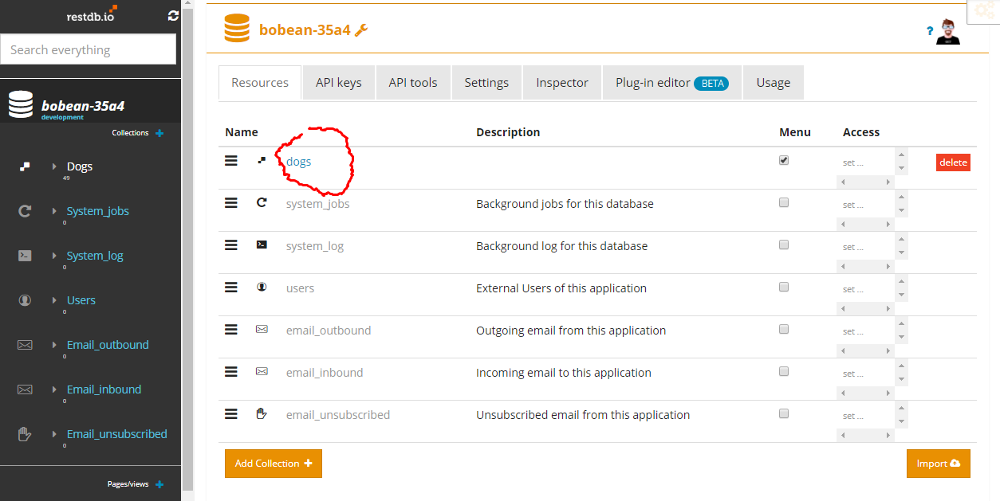 restdb.io
Search everything
bobean-35a4
development
Collections
Dogs
49
System_jobs
0
System_log
0
Users
0
Email_outbound
0
Email_inbound
0
Email_unsubscribed
0
Pages/views
bobean-35a4
?
Resources API keys API tools Settings Inspector Plug-in editor BETA Usage
Name Description Menu Access
dogs set ... delete
system_jobs Background jobs for this database set ...
system_log Background log for this database set ...
users External Users of this application set ...
email_outbound Outgoing email from this application set ...
email_inbound Incoming email to this application set ...
email_unsubscribed Unsubscribed email from this application set ...
Add Collection Import